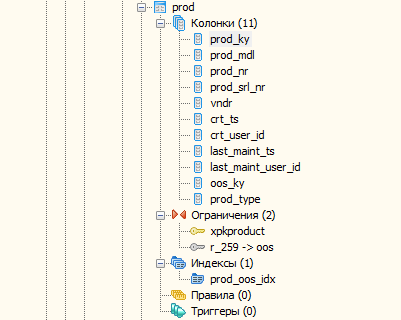 prod
Колонки (11)
prod_ky
prod_mdl
prod_nr
prod_srl_nr
vndr
crt_ts
crt_user_id
last_maint_ts
last_maint_user_id
oos_ky
prod_type
Ограничения (2)
xpkproduct
r_259 -> oos
Индексы (1)
prod_oos_idx
Правила (0)
Триггеры (0)